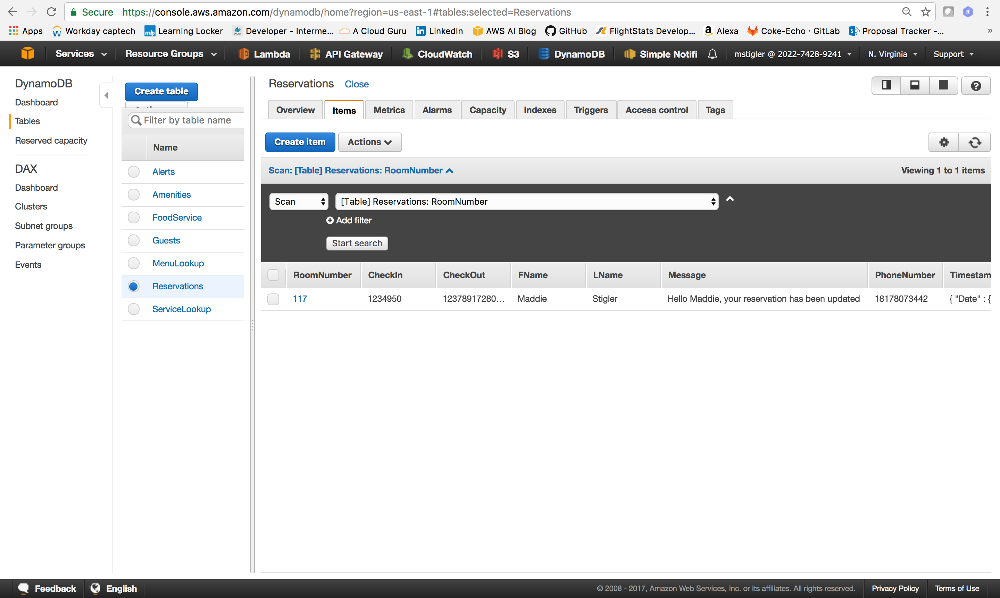 Secure https://console.aws.amazon.com/dynamodb/home?region=us-east-1#tables:selected=Reservations
Apps Workday captech Learning Locker Developer - Interme... A Cloud Guru LinkedIn AWS AI Blog GitHub FlightStats Develop... Alexa Coke-Echo · GitLab Proposal Tracker -... »
Services Resource Groups Lambda API Gateway CloudWatch S3 DynamoDB Simple Notifi mstigler @ 2022-7428-9241 N. Virginia Support
DynamoDB
Dashboard
Tables
Reserved capacity
DAX
Dashboard
Clusters
Subnet groups
Parameter groups
Events
Create table
Filter by table name
Name
Alerts
Amenities
FoodService
Guests
MenuLookup
Reservations
ServiceLookup
Reservations Close
Overview Items Metrics Alarms Capacity Indexes Triggers Access control Tags
Create item Actions
Scan: [Table] Reservations: RoomNumber Viewing 1 to 1 items
Scan [Table] Reservations: RoomNumber
Add filter
Start search
RoomNumber CheckIn CheckOut FName LName Message PhoneNumber Timestam
117 1234950 12378917280... Maddie Stigler Hello Maddie, your reservation has been updated 18178073442 { "Date" : {
Feedback English © 2008 - 2017, Amazon Web Services, Inc. or its affiliates. All rights reserved. Privacy Policy Terms of Use